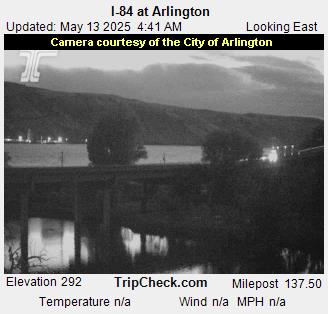 I-84 at Arlington
Updated: May 13 2025 4:41 AM Looking East
Camera courtesy of the City of Arlington
Elevation 292 TripCheck.com Milepost 137.50
Temperature n/a Wind n/a MPH n/a